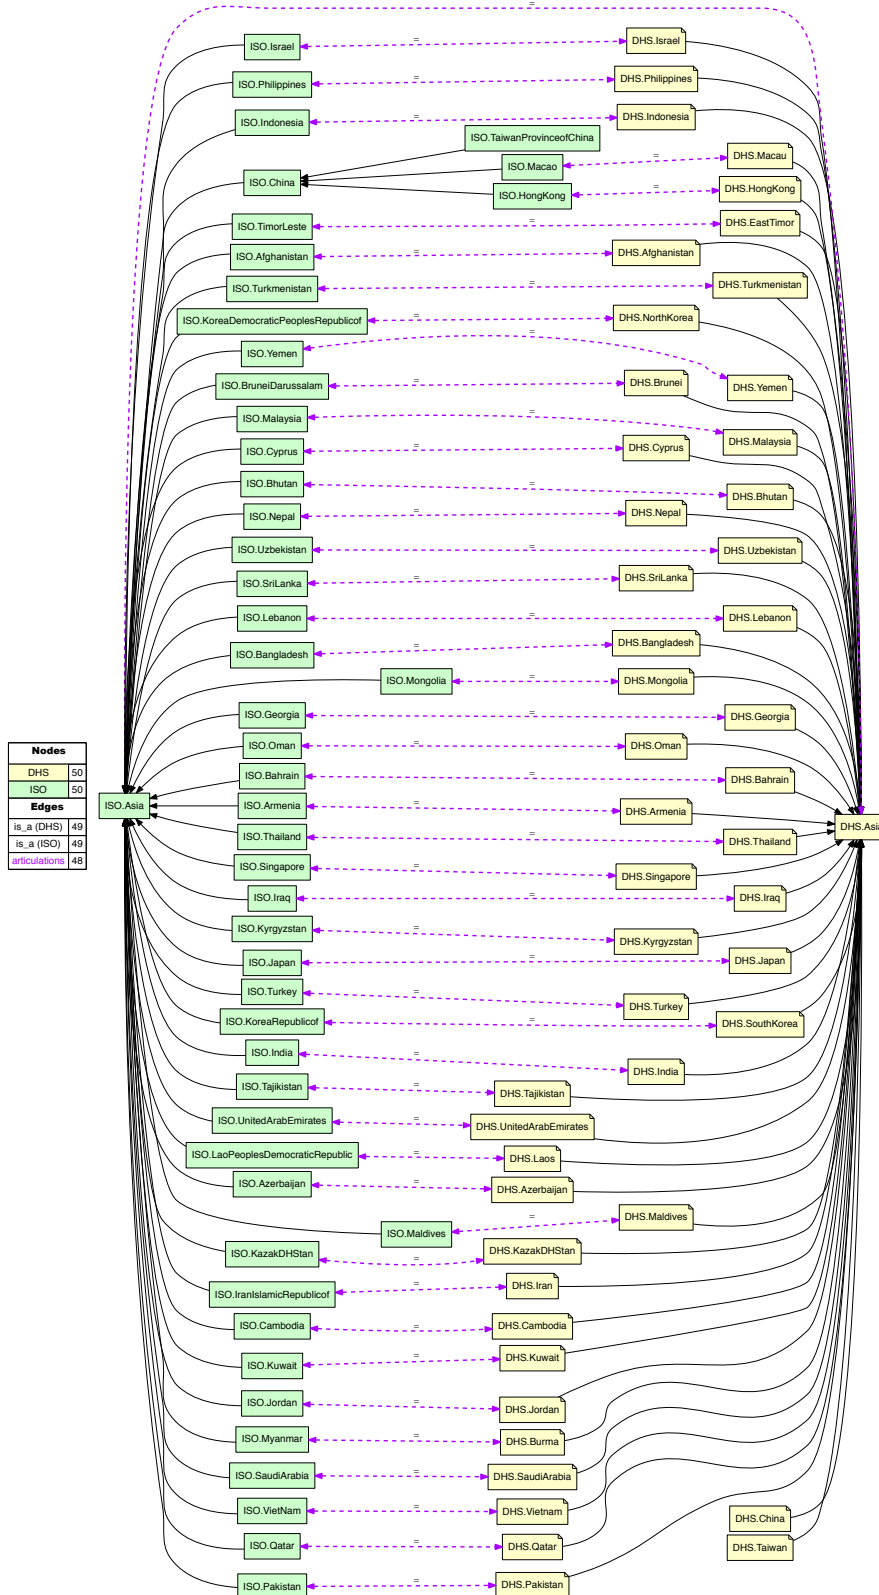 =
ISO.Israel = DHS.Israel
ISO.Philippines = DHS.Philippines
ISO.Indonesia = DHS.Indonesia
ISO.TaiwanProvinceofChina
ISO.Macao = DHS.Macau
ISO.China
ISO.HongKong = DHS.HongKong
ISO.TimorLeste = DHS.EastTimor
ISO.Afghanistan = DHS.Afghanistan
ISO.Turkmenistan = DHS.Turkmenistan
ISO.KoreaDemocraticPeoplesRepublicof = DHS.NorthKorea
ISO.Yemen = DHS.Yemen
ISO.BruneiDarussalam = DHS.Brunei
ISO.Malaysia = DHS.Malaysia
ISO.Cyprus = DHS.Cyprus
ISO.Bhutan = DHS.Bhutan
ISO.Nepal = DHS.Nepal
ISO.Uzbekistan = DHS.Uzbekistan
ISO.SriLanka = DHS.SriLanka
ISO.Lebanon = DHS.Lebanon
ISO.Bangladesh = DHS.Bangladesh
ISO.Mongolia = DHS.Mongolia
ISO.Georgia = DHS.Georgia
ISO.Oman = DHS.Oman
ISO.Bahrain = DHS.Bahrain
Nodes
DHS 50
ISO 50
Edges
is_a (DHS) 49
is_a (ISO) 49
articulations 48
ISO.Asia
ISO.Armenia = DHS.Armenia
DHS.Asia
ISO.Thailand = DHS.Thailand
ISO.Singapore = DHS.Singapore
ISO.Iraq = DHS.Iraq
ISO.Kyrgyzstan = DHS.Kyrgyzstan
ISO.Japan = DHS.Japan
ISO.Turkey = DHS.Turkey
ISO.KoreaRepublicof = DHS.SouthKorea
ISO.India = DHS.India
ISO.Tajikistan = DHS.Tajikistan
ISO.UnitedArabEmirates = DHS.UnitedArabEmirates
ISO.LaoPeoplesDemocraticRepublic = DHS.Laos
ISO.Azerbaijan = DHS.Azerbaijan
ISO.Maldives = DHS.Maldives
ISO.KazakDHStan = DHS.KazakDHStan
ISO.IranIslamicRepublicof = DHS.Iran
ISO.Cambodia = DHS.Cambodia
ISO.Kuwait = DHS.Kuwait
ISO.Jordan = DHS.Jordan
ISO.Myanmar = DHS.Burma
ISO.SaudiArabia = DHS.SaudiArabia
ISO.VietNam = DHS.Vietnam
DHS.China
ISO.Qatar = DHS.Qatar
DHS.Taiwan
ISO.Pakistan = DHS.Pakistan